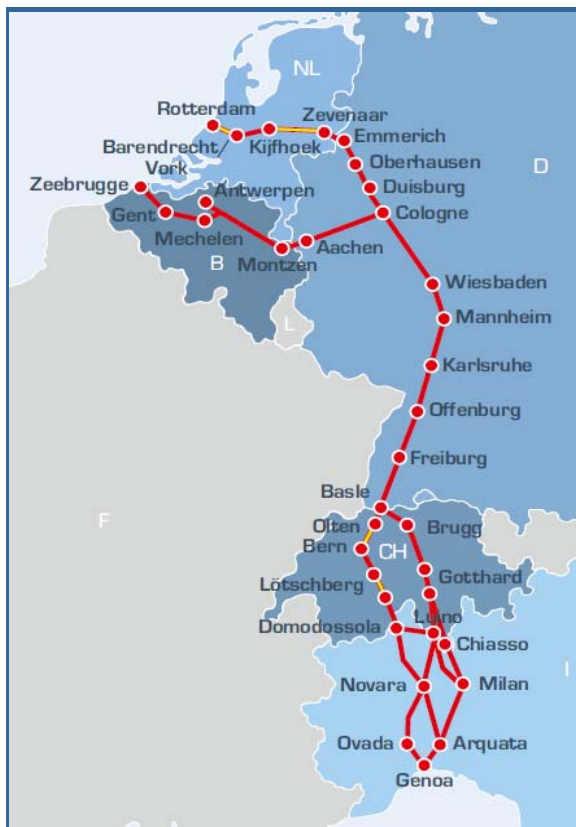 NL
Rotterdam
Zevenaar
Barendrecht
Kijfhoek
Emmerich
Vork
Oberhausen
D
Zeebrugge
Antwerpen
Duisburg
Gent
Cologne
Mechelen
Aachen
B
Montzen
Wiesbaden
L
Mannheim
Karlsruhe
Offenburg
Freiburg
Basle
F
Olten
Brugg
Bern
CH
Gotthard
Lötschberg
Luino
Domodossola
Chiasso
I
Novara
Milan
Ovada
Arquata
Genoa